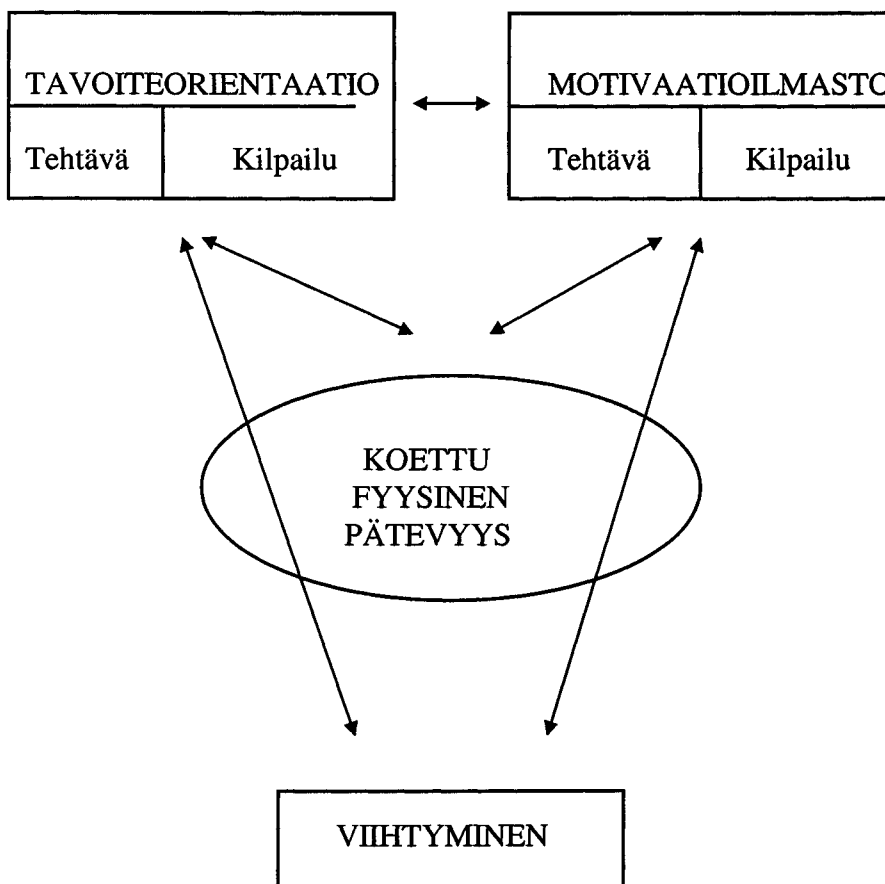 TAVOITEORIENTAATIO
MOTIVAATIOILMASTO
Tehtävä
Kilpailu
Tehtävä
Kilpailu
KOETTU
FYYSINEN
PÄTEVYYS
VIIHTYMINEN